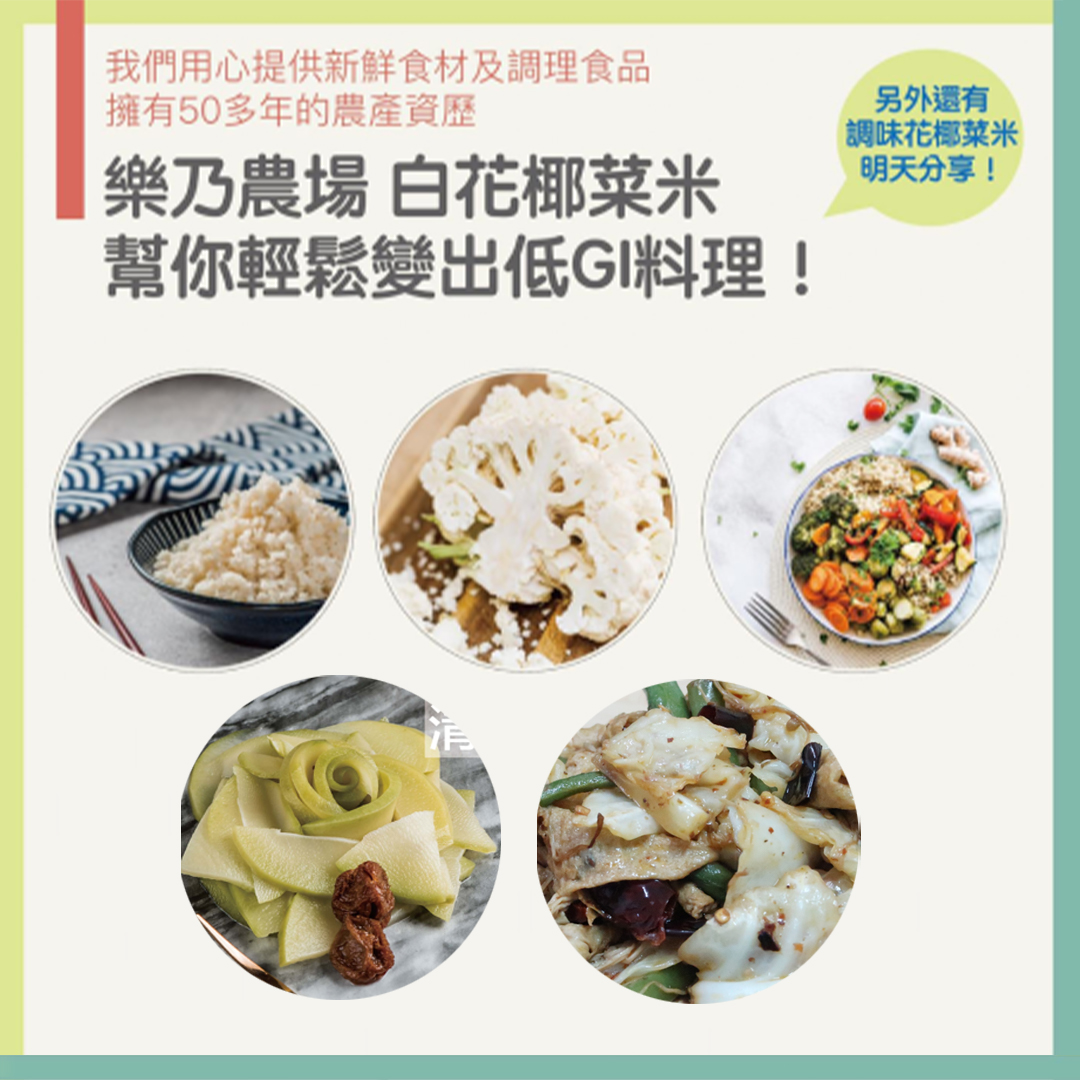 我們用心提供新鮮食材及調理食品
擁有50多年的農產資歷
樂乃農場 白花椰菜米
幫你輕鬆變出低GI料理！
另外還有
調味花椰菜米
明天分享！
清